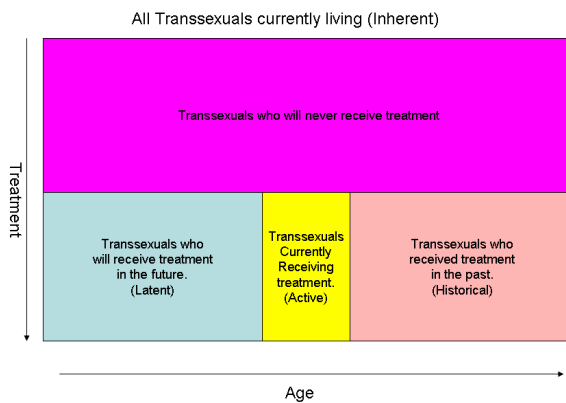 All Transsexuals currently living (Inherent)
Transsexuals who will never receive treatment
Treatment
Transsexuals who
will receive treatment
in the future.
(Latent)
Transsexuals
Currently
Receiving
treatment.
(Active)
Transsexuals who
received treatment
in the past.
(Historical)
Age